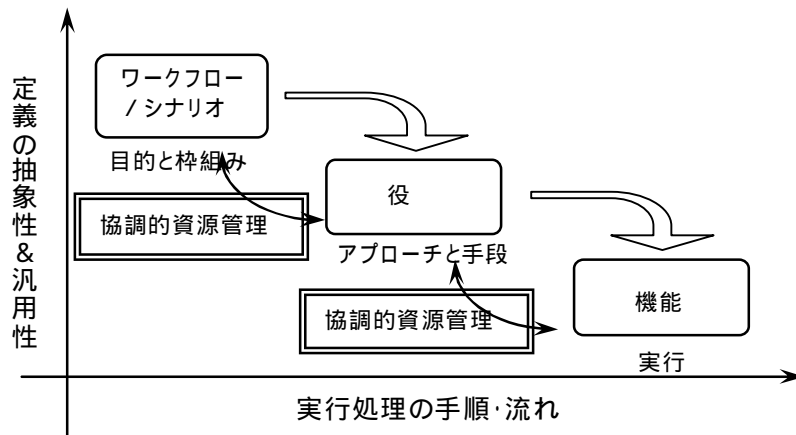 定義の抽象性&汎用性
ワークフロー
/シナリオ
目的と枠組み
協調的資源管理
役
アプローチと手段
協調的資源管理
機能
実行
実行処理の手順・流れ